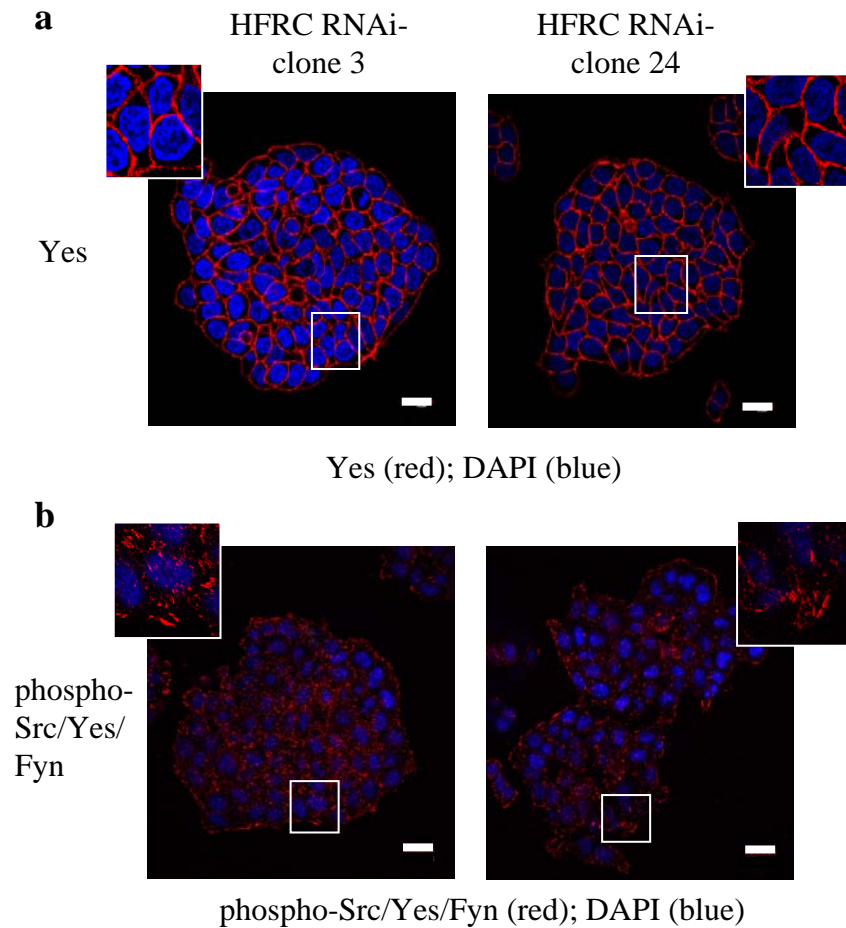 a
HFRC RNAi-
clone 3
HFRC RNAi-
clone 24
Yes
Yes (red); DAPI (blue)
b
phospho-
Src/Yes/
Fyn
phospho-Src/Yes/Fyn (red); DAPI (blue)